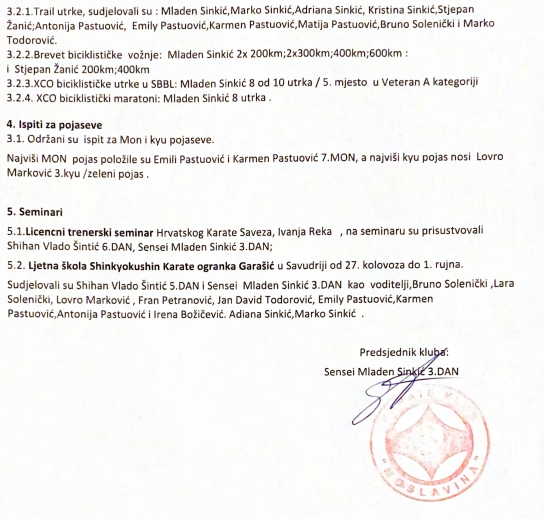 3.2.1.Trail utrke, sudjelovali su : Mladen Sinkić,Marko Sinkić,Adriana Sinkić, Kristina Sinkić,Stjepan
Žanić;Antonija Pastuović, Emily Pastuović,Karmen Pastuović,Matija Pastuović,Bruno Solenički i Marko
Todorović.
3.2.2.Brevet biciklističke vožnje: Mladen Sinkić 2x 200km;2x300km;400km;600km :
i Stjepan Žanić 200km;400km
3.2.3.XCO biciklističke utrke u SBBL: Mladen Sinkić 8 od 10 utrka / 5. mjesto u Veteran A kategoriji
3.2.4. XCO biciklistički maratoni: Mladen Sinkić 8 utrka .
4. Ispiti za pojaseve
3.1. Održani su ispit za Mon i kyu pojaseve.
Najviši MON pojas položile su Emili Pastuović i Karmen Pastuović 7.MON, a najviši kyu pojas nosi Lovro
Marković 3.kyu /zeleni pojas .
5. Seminari
5.1.Licencni trenerski seminar Hrvatskog Karate Saveza, Ivanja Reka , na seminaru su prisustvovali
Shihan Vlado Šintić 6.DAN, Sensei Mladen Sinkić 3.DAN;
5.2. Ljetna škola Shinkyokushin Karate ogranka Garašić u Savudriji od 27. kolovoza do 1. rujna.
Sudjelovali su Shihan Vlado Šintić 5.DAN i Sensei Mladen Sinkić 3.DAN kao voditelji,Bruno Solenički ,Lara
Solenički, Lovro Marković , Fran Petranović, Jan David Todorović, Emily Pastuović,Karmen
Pastuović,Antonija Pastuović i Irena Božičević. Adiana Sinkić,Marko Sinkić .
Predsjednik kluba:
Sensei Mladen Sinkić 3.DAN
"MOSLAVINA"